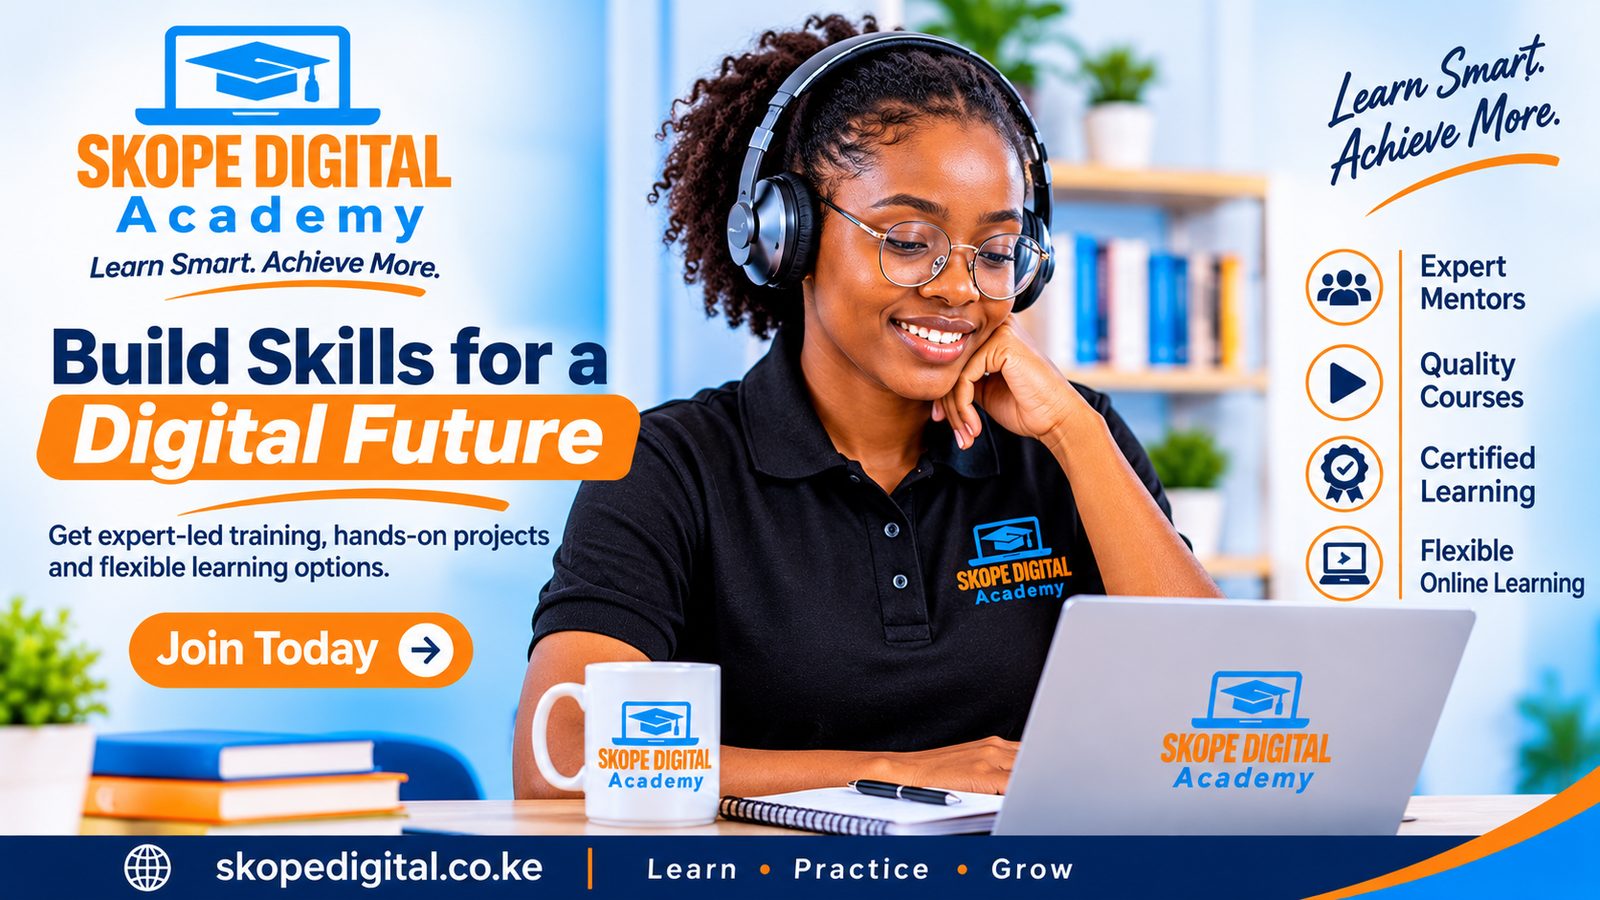 SKOPE DIGITAL
Academy
Learn Smart. Achieve More.
Build Skills for a
Digital Future
Get expert-led training, hands-on projects
and flexible learning options.
Join Today
Learn Smart.
Achieve More.
Expert
Mentors
Quality
Courses
Certified
Learning
Flexible
Online Learning
SKOPE DIGITAL
Academy
SKOPE DIGITAL
Academy
SKOPE DIGITAL
Academy
skopedigital.co.ke
Learn • Practice • Grow